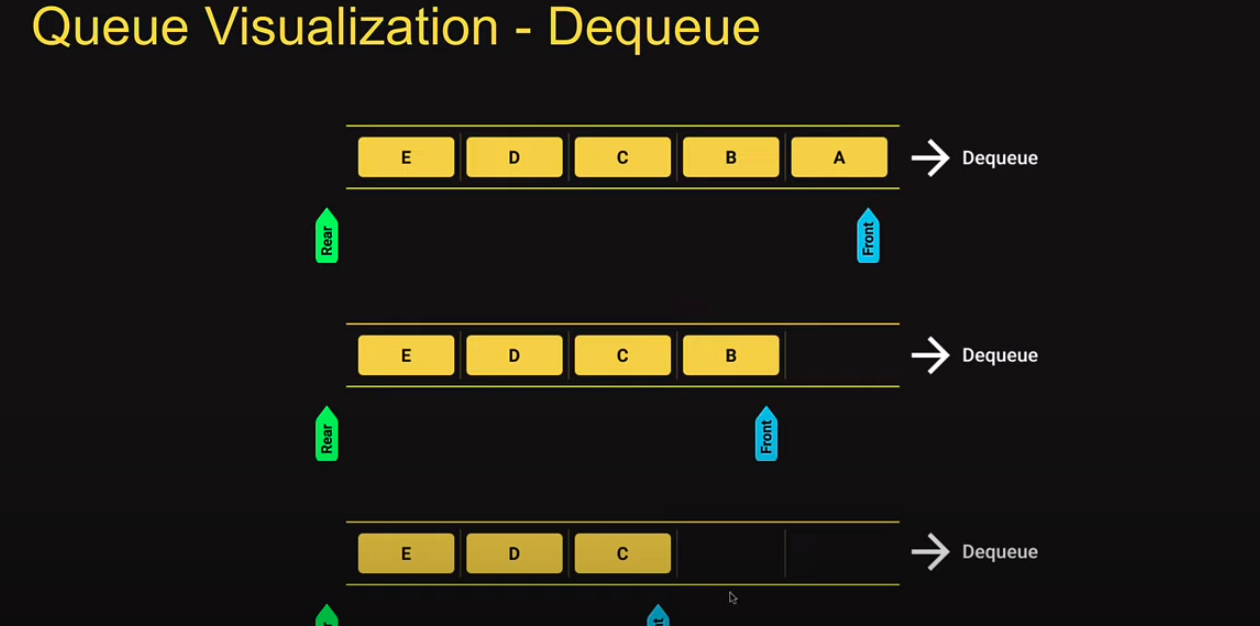 Queue Visualization - Dequeue
E D C B A Dequeue
Rear Front
E D C B Dequeue
Rear Front
E D C Dequeue